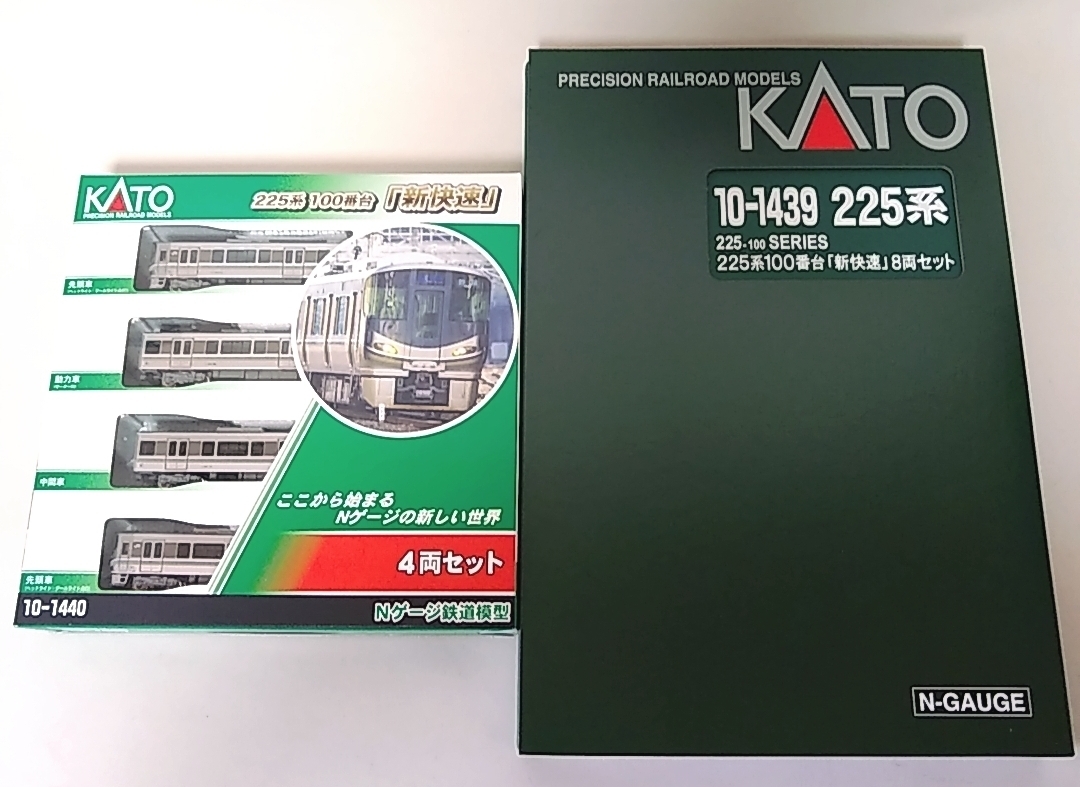 KATO
PRECISION RAILROAD MODELS
225系 100番台 「新快速」
先頭車
動力車
中間車
先頭車
ここから始まる
Nゲージの新しい世界
4両セット
10-1440
Nゲージ鉄道模型
PRECISION RAILROAD MODELS
KATO
10-1439 225系
225-100 SERIES
225系100番台「新快速」8両セット
N-GAUGE